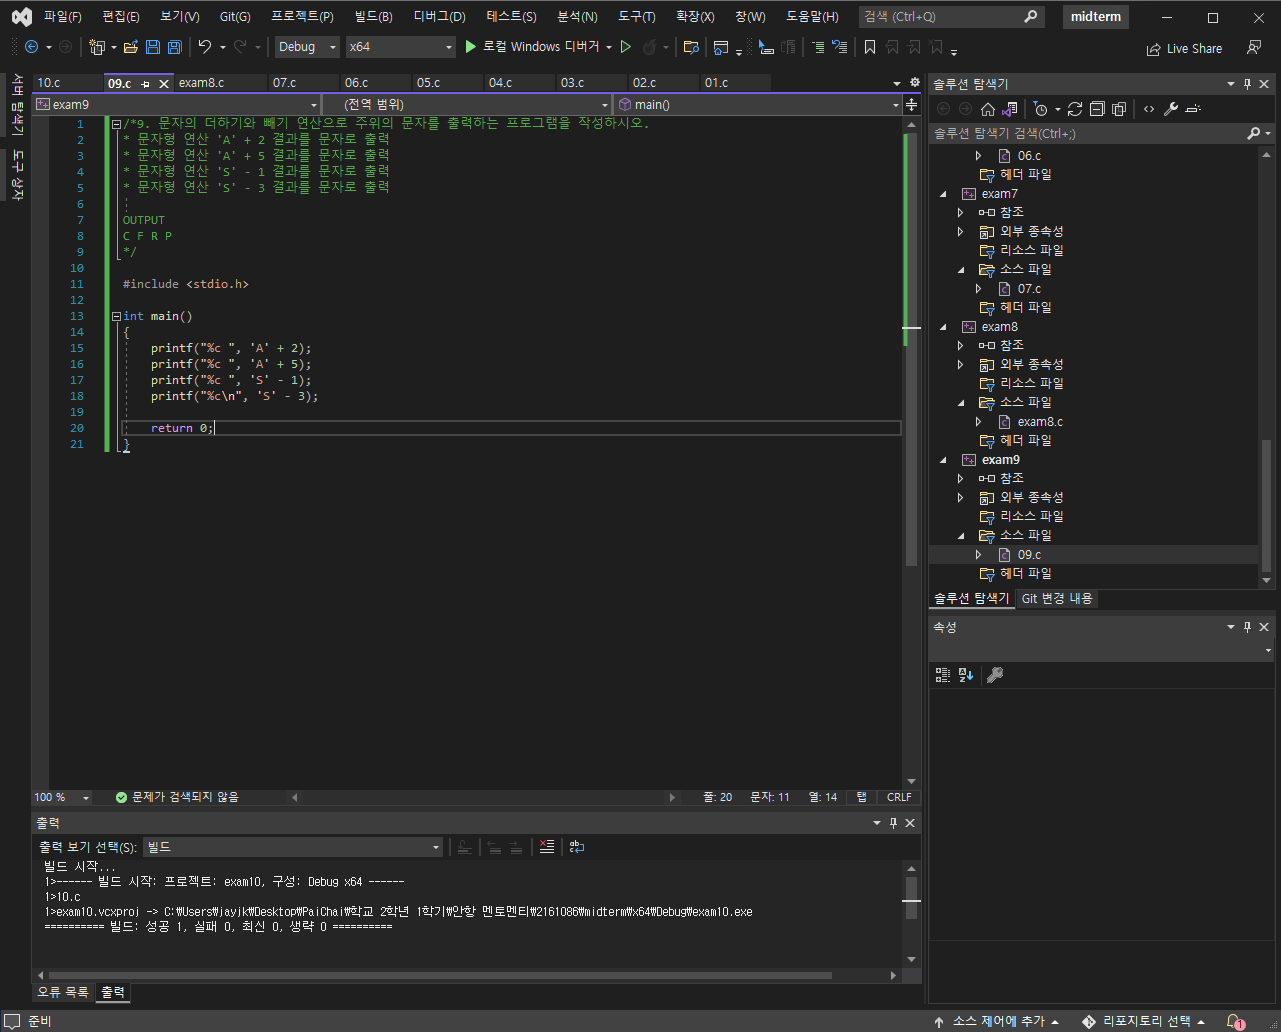 파일(F) 편집(E) 보기(V) Git(G) 프로젝트(P) 빌드(B) 디버그(D) 테스트(S) 분석(N) 도구(T) 확장(X) 창(W) 도움말(H) 검색 (Ctrl+Q) midterm
Debug x64 로컬 Windows 디버거 Live Share
서버 탐색기
도구 상자
10.c 09.c exam8.c 07.c 06.c 05.c 04.c 03.c 02.c 01.c
exam9 (전역 범위) main()
1 /*9. 문자의 더하기와 빼기 연산으로 주위의 문자를 출력하는 프로그램을 작성하시오.
2 * 문자형 연산 'A' + 2 결과를 문자로 출력
3 * 문자형 연산 'A' + 5 결과를 문자로 출력
4 * 문자형 연산 'S' - 1 결과를 문자로 출력
5 * 문자형 연산 'S' - 3 결과를 문자로 출력
6
7 OUTPUT
8 C F R P
9 */
10
11 #include <stdio.h>
12
13 int main()
14 {
15 printf("%c ", 'A' + 2);
16 printf("%c ", 'A' + 5);
17 printf("%c ", 'S' - 1);
18 printf("%c\n", 'S' - 3);
19
20 return 0;
21 }
100 % 문제가 검색되지 않음 줄: 20 문자: 11 열: 14 탭 CRLF
출력
출력 보기 선택(S): 빌드
빌드 시작...
1>------ 빌드 시작: 프로젝트: exam10, 구성: Debug x64 ------
1>10.c
1>exam10.vcxproj -> C:₩Users₩jayjk₩Desktop₩PaiChai₩학교 2학년 1학기₩안항 멘토멘티₩2161086₩midterm₩x64₩Debug₩exam10.exe
========== 빌드: 성공 1, 실패 0, 최신 0, 생략 0 ==========
오류 목록 출력
솔루션 탐색기
솔루션 탐색기 검색(Ctrl+;)
06.c
헤더 파일
exam7
참조
외부 종속성
리소스 파일
소스 파일
07.c
헤더 파일
exam8
참조
외부 종속성
리소스 파일
소스 파일
exam8.c
헤더 파일
exam9
참조
외부 종속성
리소스 파일
소스 파일
09.c
헤더 파일
솔루션 탐색기 Git 변경 내용
속성
준비 소스 제어에 추가 리포지토리 선택 1